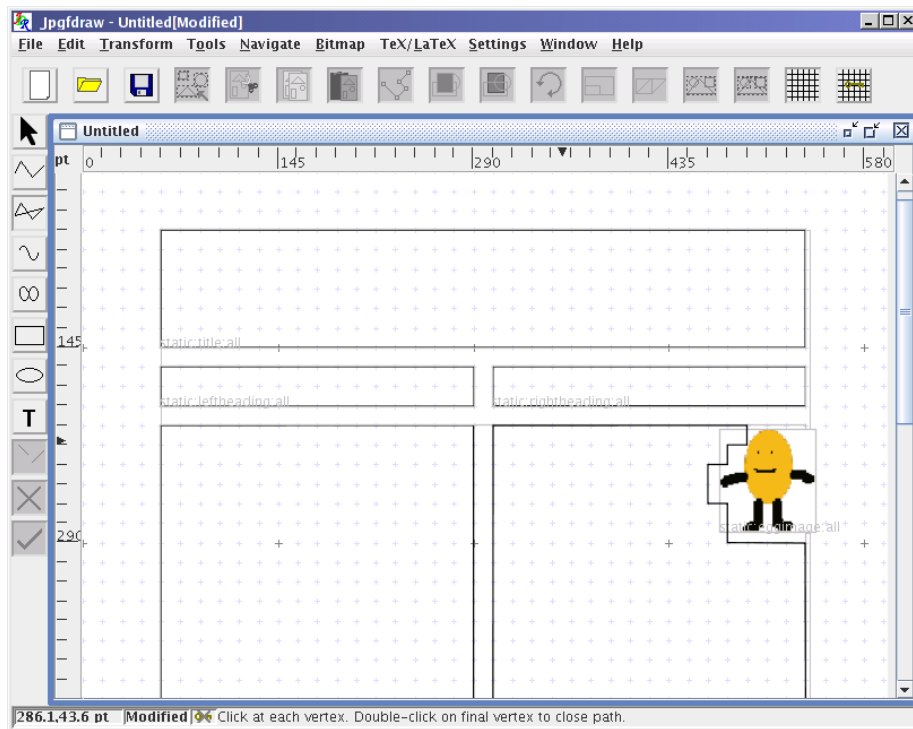 Jpgfdraw - Untitled[Modified]
File Edit Transform Tools Navigate Bitmap TeX/LaTeX Settings Window Help
Untitled
pt 0 145 290 435 580
145
static:title:all
static:leftheading:all static:rightheading:all
static:eggimage:all
290
T
286.1,43.6 pt Modified Click at each vertex. Double-click on final vertex to close path.